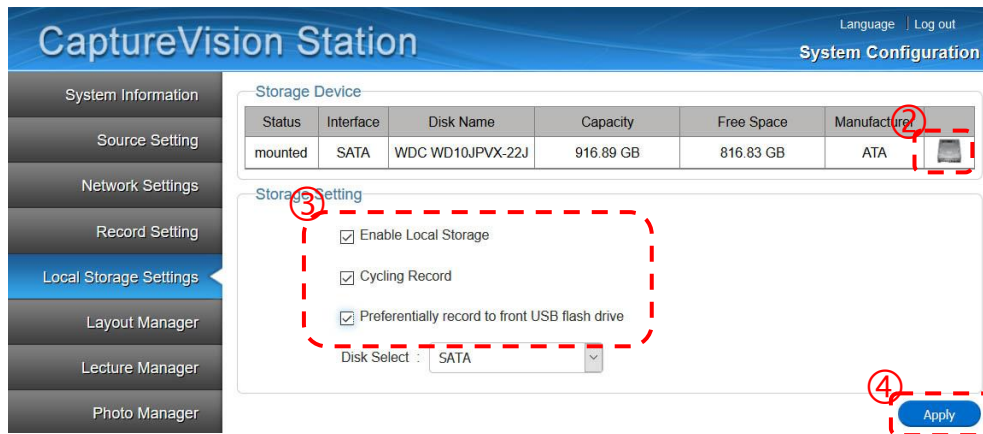 Language | Log out
CaptureVision Station
System Configuration
System Information
Source Setting
Network Settings
Record Setting
Local Storage Settings
Layout Manager
Lecture Manager
Photo Manager
Storage Device
Status Interface Disk Name Capacity Free Space Manufacturer
②
mounted SATA WDC WD10JPVX-22J 916.89 GB 816.83 GB ATA
Storage Setting
③
Enable Local Storage
Cycling Record
Preferentially record to front USB flash drive
Disk Select : SATA
④
Apply